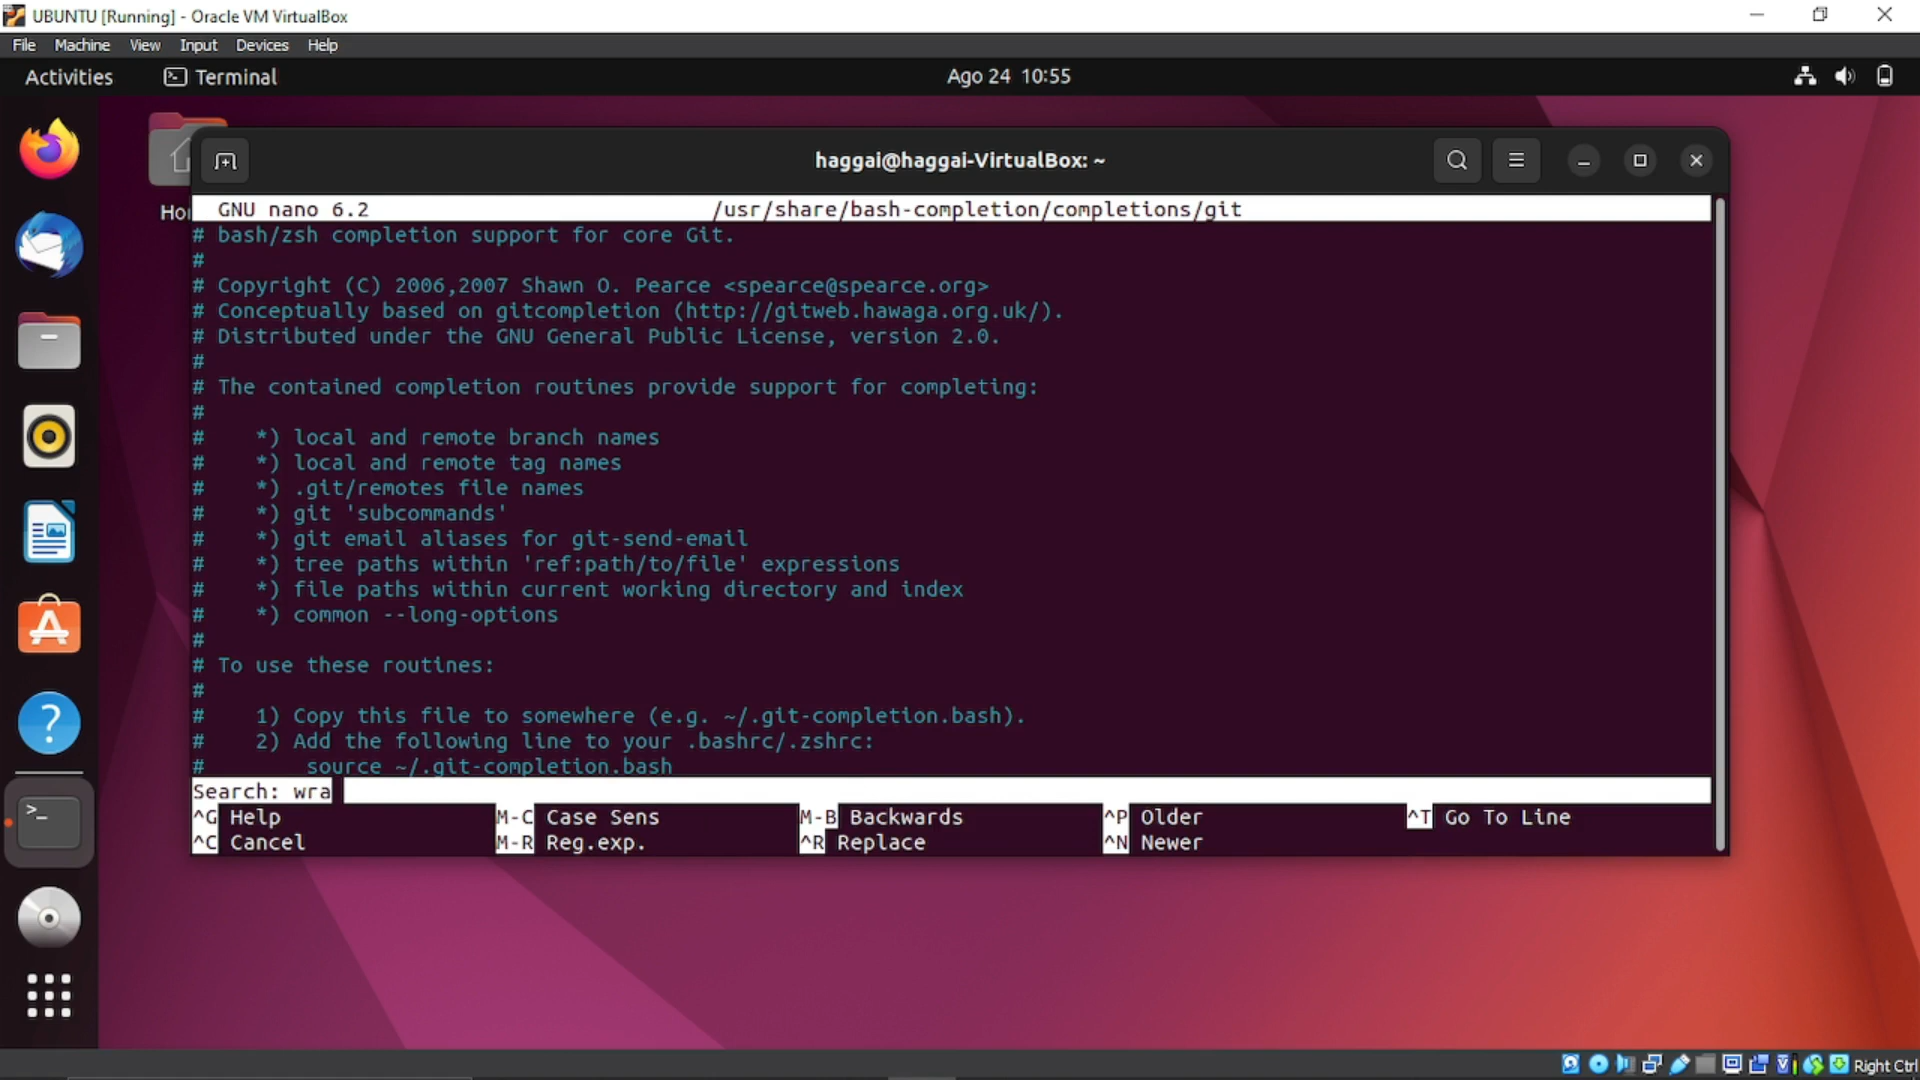 UBUNTU [Running] - Oracle VM VirtualBox
File Machine View Input Devices Help
Activities Terminal Ago 24 10:55
haggai@haggai-VirtualBox: ~
GNU nano 6.2 /usr/share/bash-completion/completions/git
# bash/zsh completion support for core Git.
#
# Copyright (C) 2006,2007 Shawn O. Pearce <spearce@spearce.org>
# Conceptually based on gitcompletion (http://gitweb.hawaga.org.uk/).
# Distributed under the GNU General Public License, version 2.0.
#
# The contained completion routines provide support for completing:
#
#    *) local and remote branch names
#    *) local and remote tag names
#    *) .git/remotes file names
#    *) git 'subcommands'
#    *) git email aliases for git-send-email
#    *) tree paths within 'ref:path/to/file' expressions
#    *) file paths within current working directory and index
#    *) common --long-options
#
# To use these routines:
#
#    1) Copy this file to somewhere (e.g. ~/.git-completion.bash).
#    2) Add the following line to your .bashrc/.zshrc:
#        source ~/.git-completion.bash
Search: wra
^G Help M-C Case Sens M-B Backwards ^P Older ^T Go To Line
^C Cancel M-R Reg.exp. ^R Replace ^N Newer
Right Ctrl